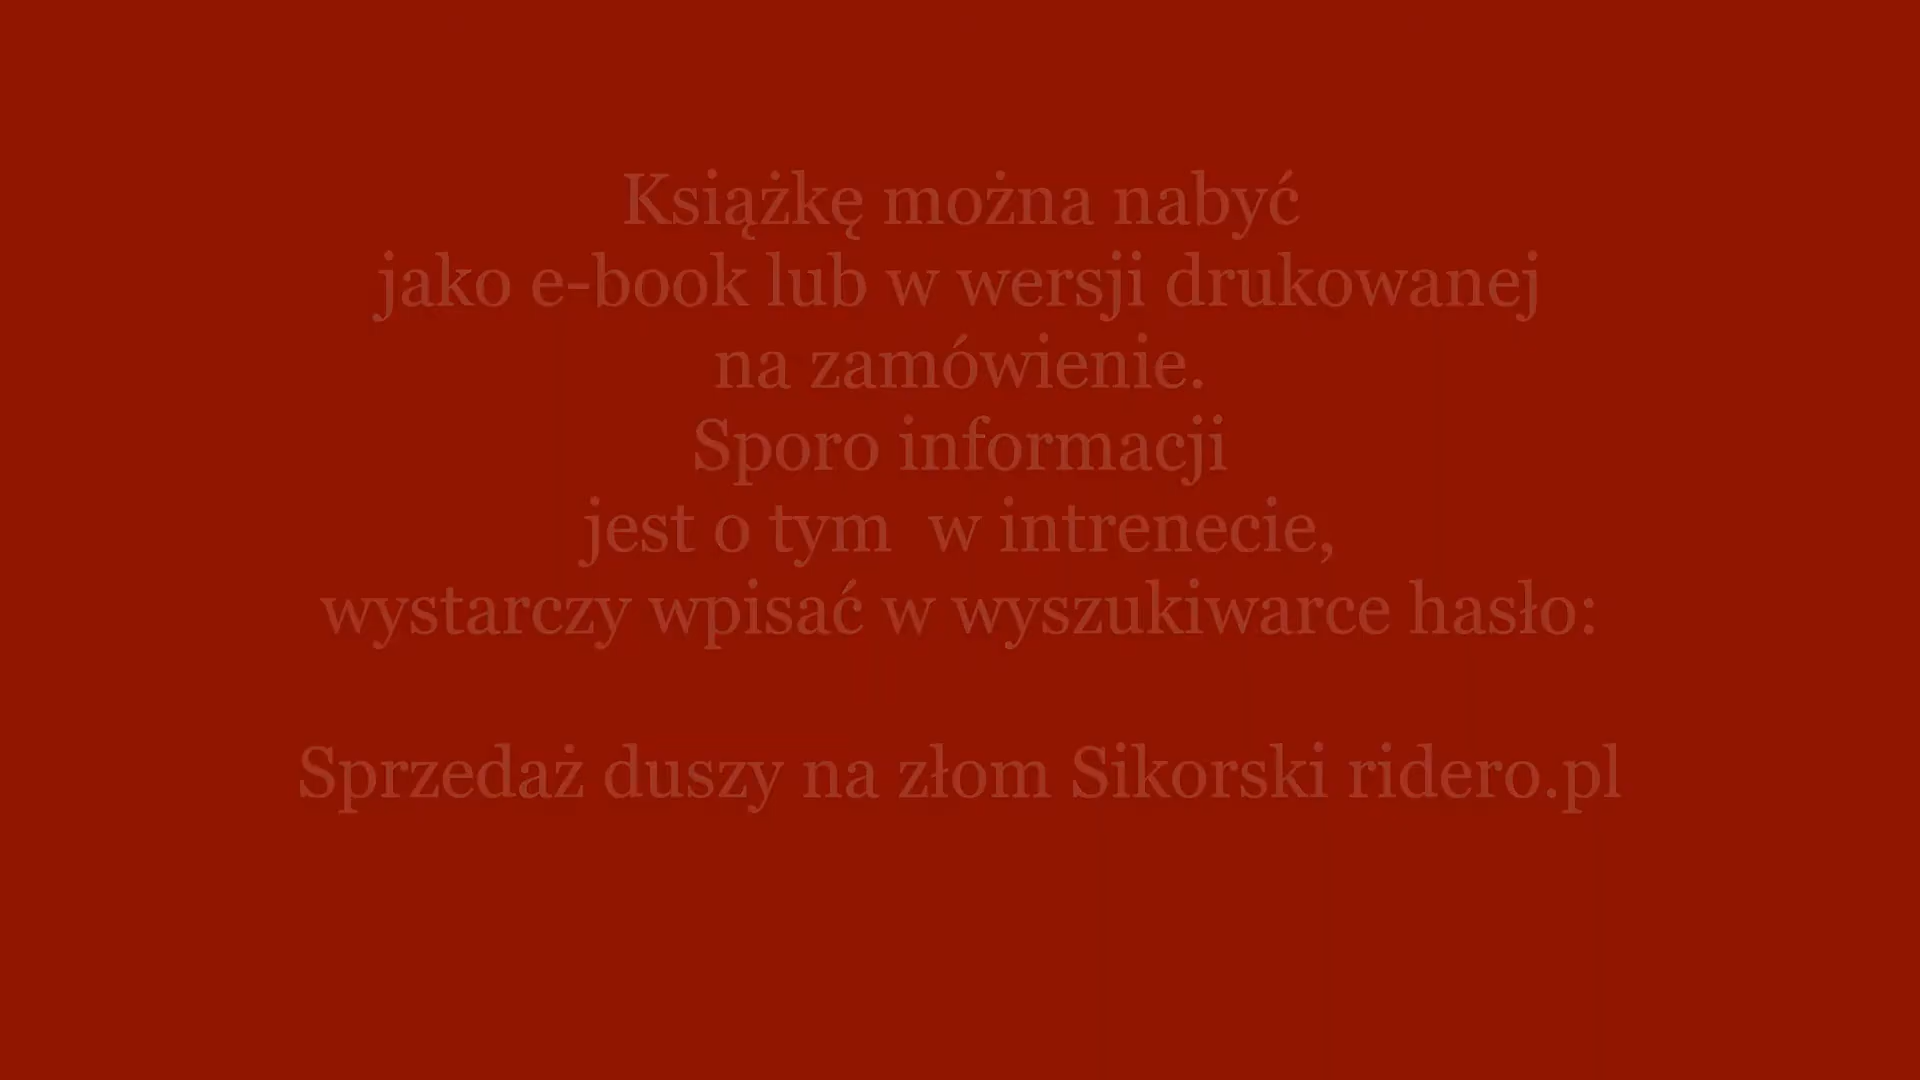 Książkę można nabyć
jako e-book lub w wersji drukowanej
na zamówienie.
Sporo informacji
jest o tym  w intrenecie,
wystarczy wpisać w wyszukiwarce hasło:
Sprzedaż duszy na złom Sikorski ridero.pl